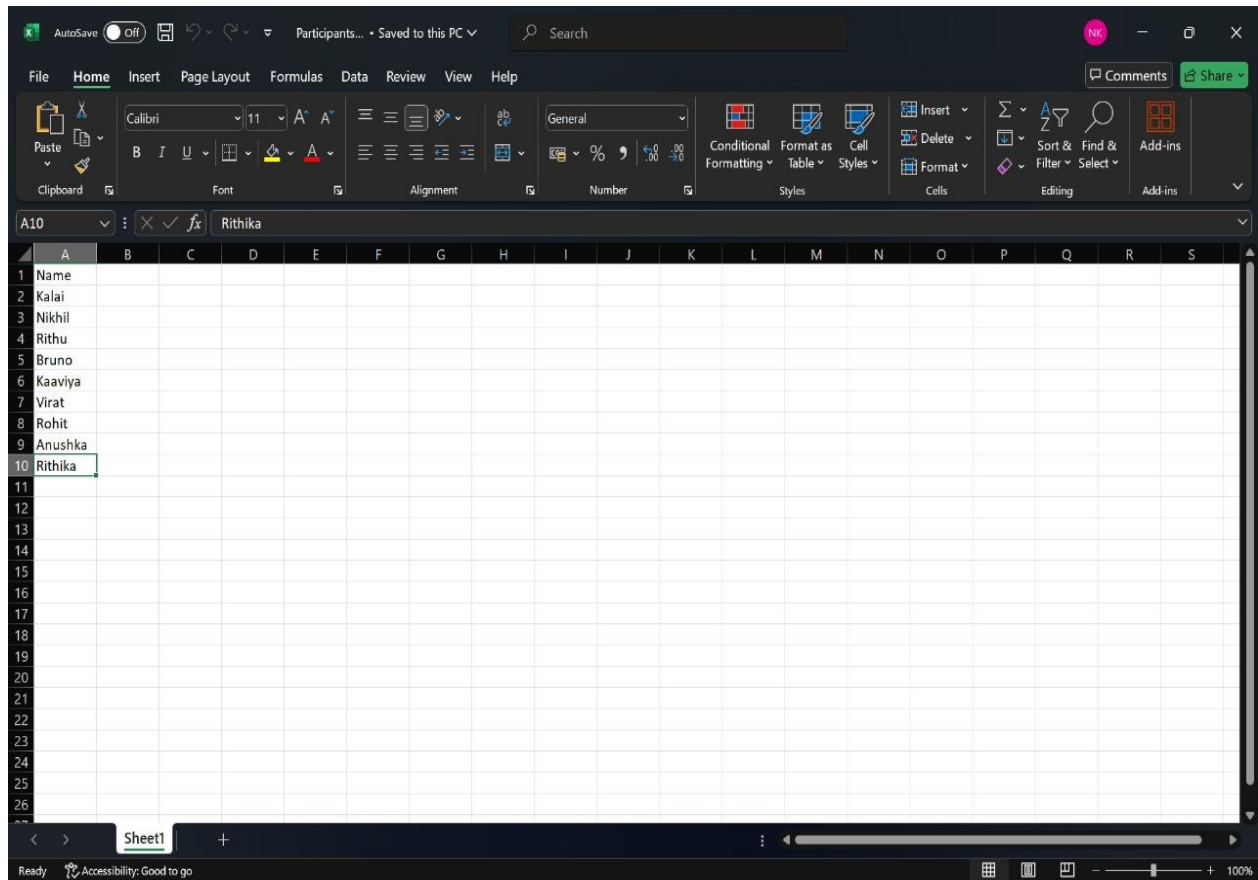 AutoSave Off Participants... • Saved to this PC Search NK
File Home Insert Page Layout Formulas Data Review View Help Comments Share
Paste Calibri 11 A A ab General Conditional Formatting Format as Table Cell Styles Insert Delete Format Sort & Filter Find & Select Add-ins
B I U A % 9 .00 .00
Clipboard Font Alignment Number Styles Cells Editing Add-ins
A10 fx Rithika
A B C D E F G H I J K L M N O P Q R S
1 Name
2 Kalai
3 Nikhil
4 Rithu
5 Bruno
6 Kaaviya
7 Virat
8 Rohit
9 Anushka
10 Rithika
11
12
13
14
15
16
17
18
19
20
21
22
23
24
25
26
Sheet1
Ready Accessibility: Good to go 100%